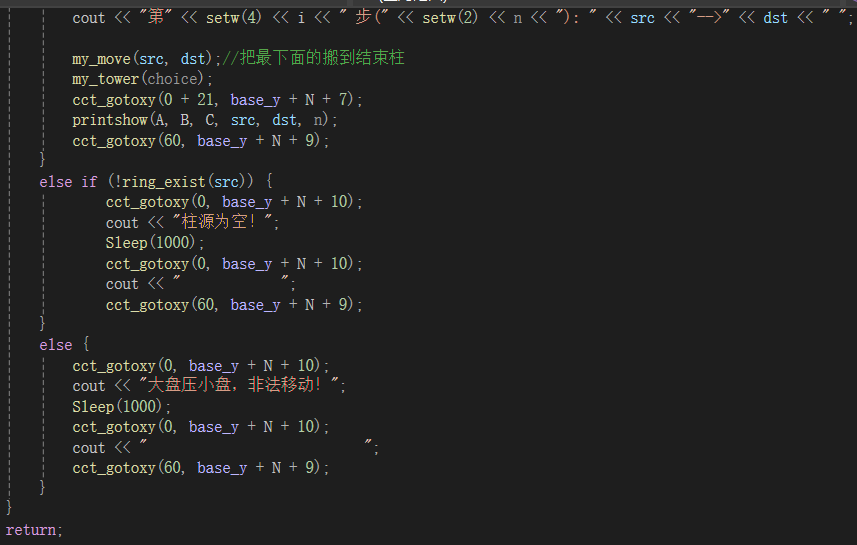 cout << "第" << setw(4) << i << " 步(" << setw(2) << n << "): " << src << "-->" << dst << " ";
my_move(src, dst);//把最下面的搬到结束柱
my_tower(choice);
cct_gotoxy(0 + 21, base_y + N + 7);
printshow(A, B, C, src, dst, n);
cct_gotoxy(60, base_y + N + 9);
}
else if (!ring_exist(src)) {
cct_gotoxy(0, base_y + N + 10);
cout << "柱源为空! ";
Sleep(1000);
cct_gotoxy(0, base_y + N + 10);
cout << "            ";
cct_gotoxy(60, base_y + N + 9);
}
else {
cct_gotoxy(0, base_y + N + 10);
cout << "大盘压小盘，非法移动! ";
Sleep(1000);
cct_gotoxy(0, base_y + N + 10);
cout << "                          ";
cct_gotoxy(60, base_y + N + 9);
}
}
return;